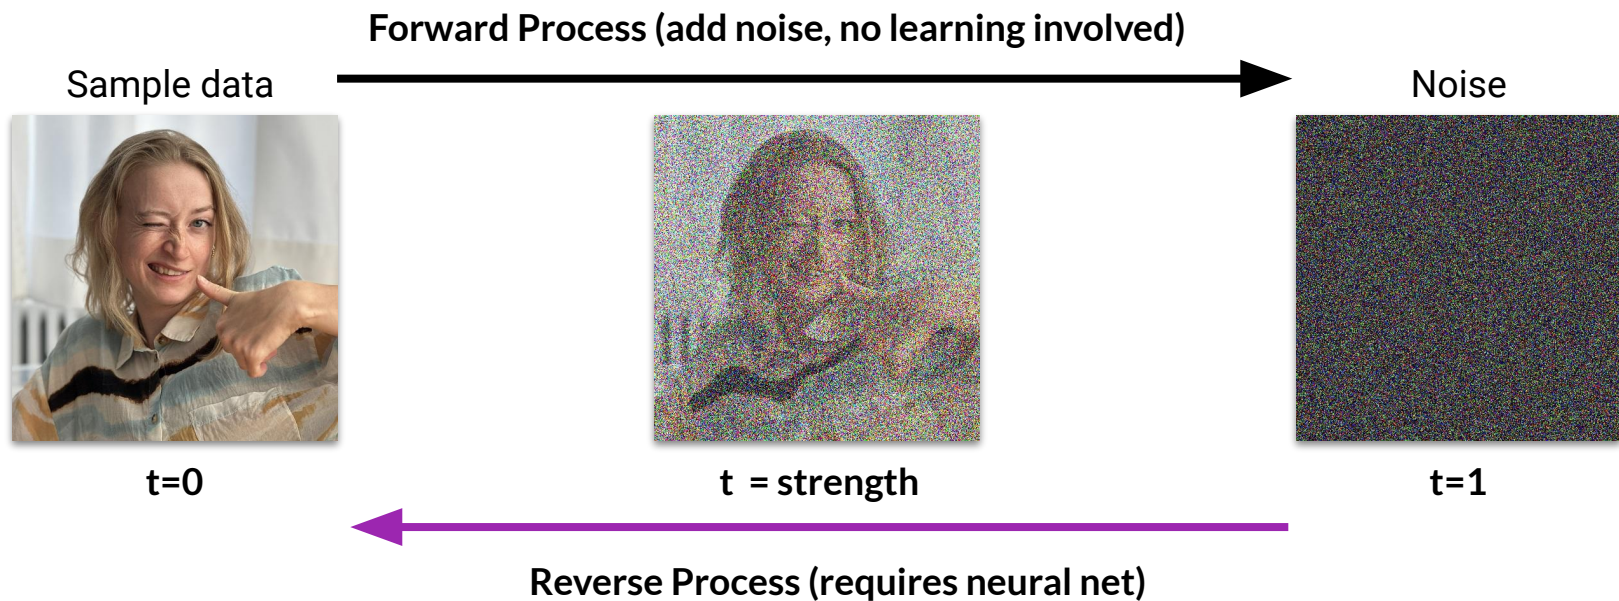 Forward Process (add noise, no learning involved)
Sample data
Noise
t=0
t = strength
t=1
Reverse Process (requires neural net)